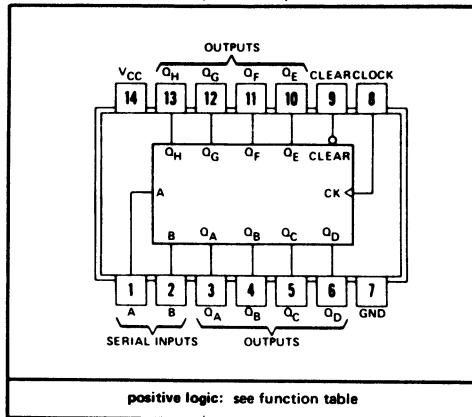 OUTPUTS
VCC QH QG QF QE CLEAR CLOCK
14 13 12 11 10 9 8
QH QG QF QE CLEAR
A CK
B QA QB QC QD
1 2 3 4 5 6 7
A B QA QB QC QD GND
SERIAL INPUTS OUTPUTS
positive logic: see function table